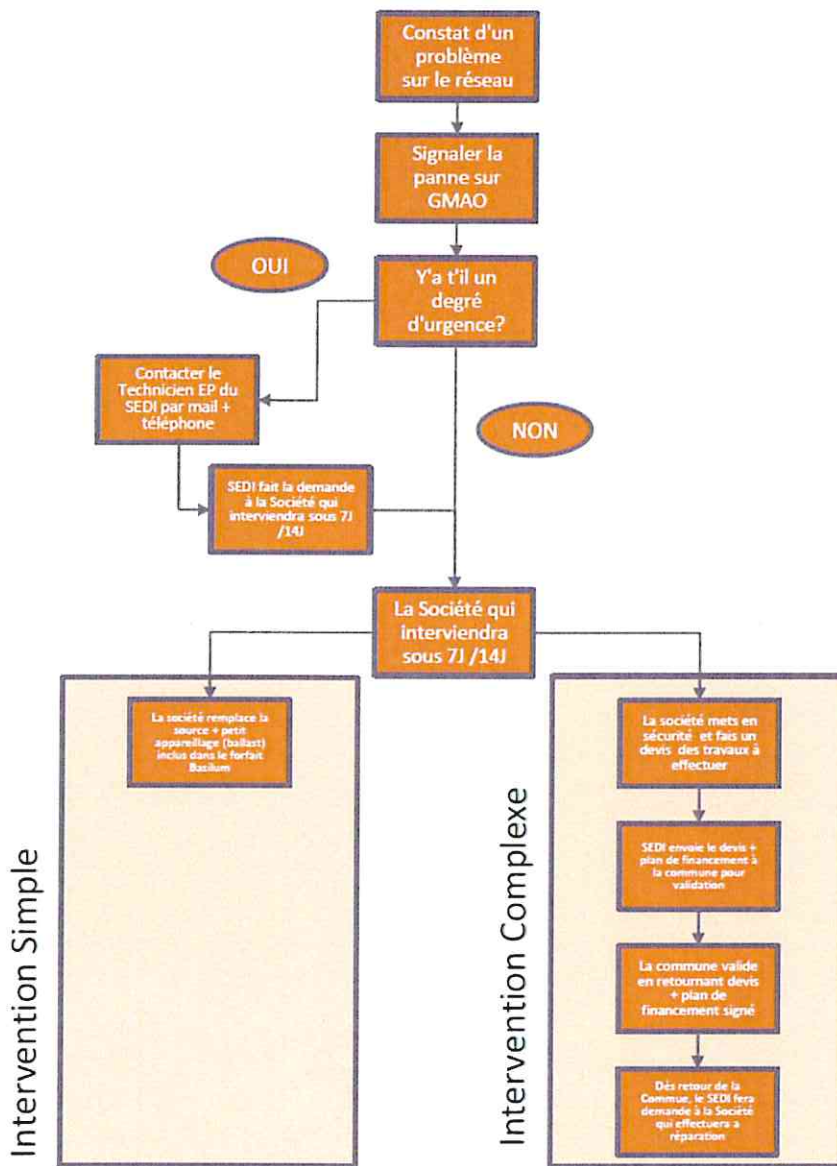 Constat d'un
problème
sur le réseau
Signaler la
panne sur
GMAO
OUI
Y'a t'il un
degré
d'urgence?
Contacter le
Technicien EP du
SEDI par mail +
téléphone
NON
SEDI fait la demande
à la Société qui
interviendra sous 7J
/14J
La Société qui
interviendra
sous 7J /14J
Intervention Simple
La société remplace la
source + petit
appareillage (ballast)
inclus dans le forfait
Basilum
Intervention Complexe
La société mets en
sécurité et fais un
devis des travaux à
effectuer
SEDI envoie le devis +
plan de financement à
la commune pour
validation
La commune valide
en retournant devis
+ plan de
financement signé
Dès retour de la
Commue, le SEDI fera
demande à la Société
qui effectuera a
réparation